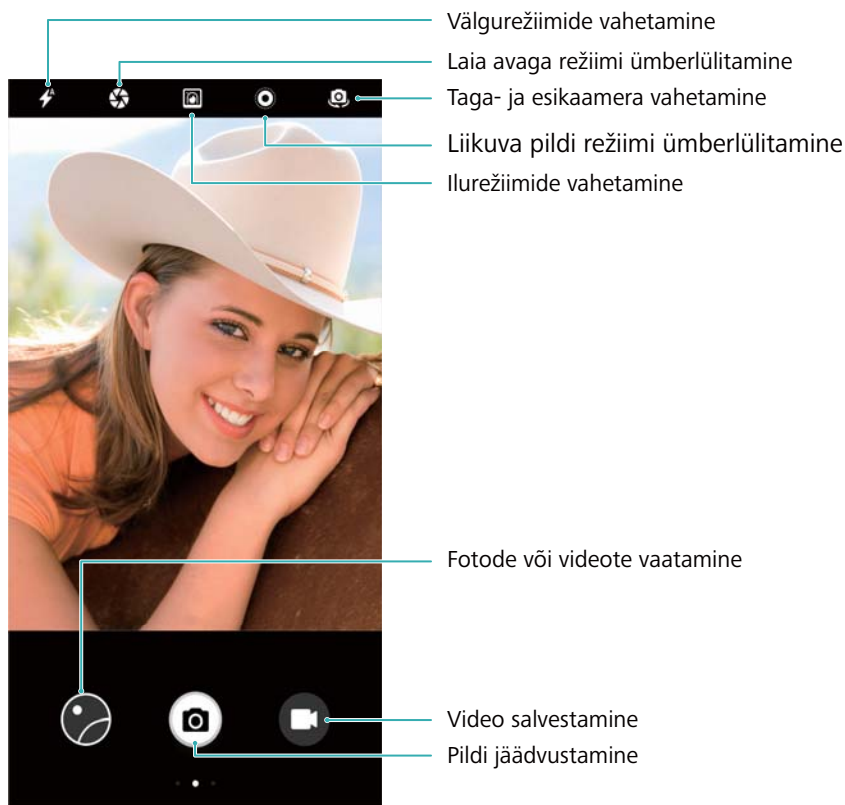 Välgurežiimide vahetamine
Laia avaga režiimi ümberlülitamine
Taga- ja esikaamera vahetamine
Liikuva pildi režiimi ümberlülitamine
Ilurežiimide vahetamine
Fotode või videote vaatamine
Video salvestamine
Pildi jäädvustamine